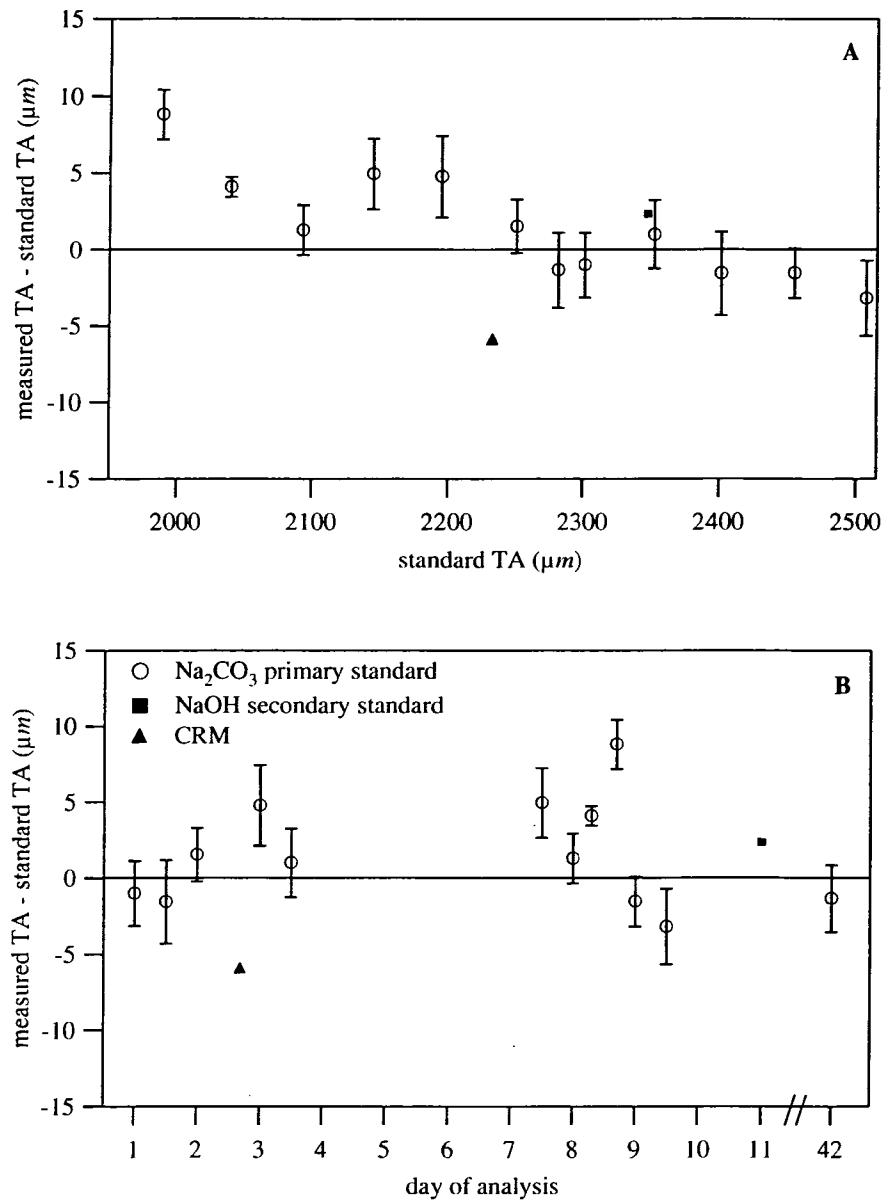 A
measured TA - standard TA (μm)
15
10
5
0
-5
-10
-15
2000 2100 2200 2300 2400 2500
standard TA (μm)
B
○ Na₂CO₃ primary standard
■ NaOH secondary standard
▲ CRM
measured TA - standard TA (μm)
15
10
5
0
-5
-10
-15
1 2 3 4 5 6 7 8 9 10 11 // 42
day of analysis